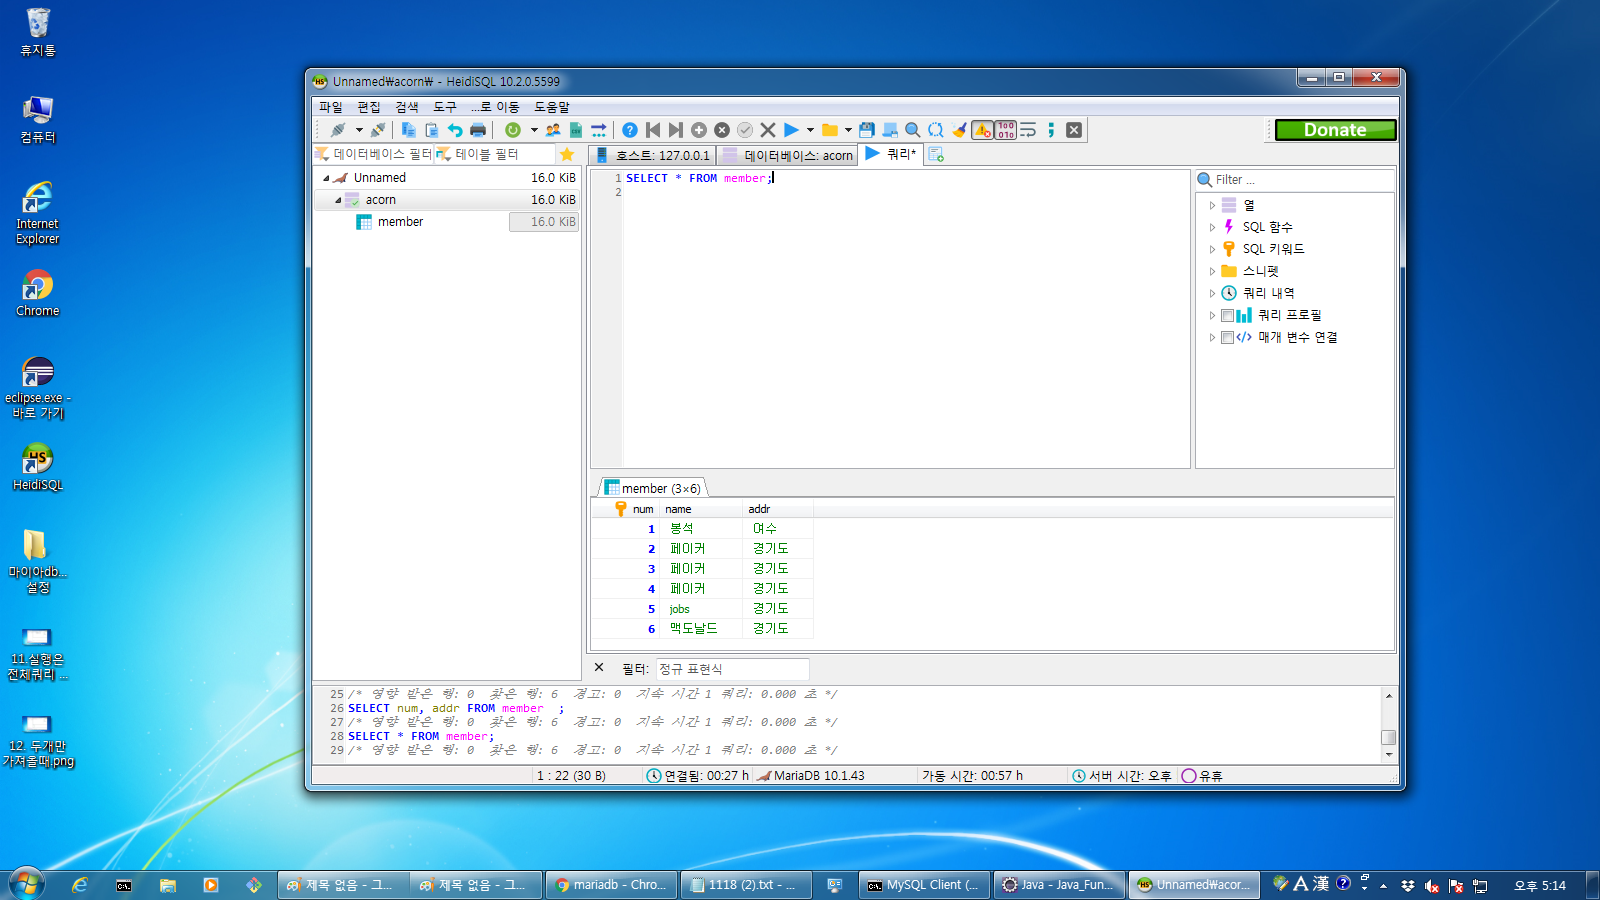 휴지통
컴퓨터
Internet
Explorer
Chrome
eclipse.exe -
바로 가기
HeidiSQL
마이아db...
설정
11.실행은
전체쿼리 ...
12. 두개만
가져올때.png
Unnamed₩acorn₩ - HeidiSQL 10.2.0.5599
파일 편집 검색 도구 ...로 이동 도움말
Donate
데이터베이스 필터 테이블 필터
호스트: 127.0.0.1 데이터베이스: acorn 쿼리*
Unnamed 16.0 KiB
acorn 16.0 KiB
member 16.0 KiB
1 SELECT * FROM member;
2
Filter ...
열
SQL 함수
SQL 키워드
스니펫
쿼리 내역
쿼리 프로필
매개 변수 연결
member (3×6)
num name addr
1 봉석 여수
2 페이커 경기도
3 페이커 경기도
4 페이커 경기도
5 jobs 경기도
6 맥도날드 경기도
✕ 필터: 정규 표현식
25 /* 영향 받은 행: 0 찾은 행: 6 경고: 0 지속 시간 1 쿼리: 0.000 초 */
26 SELECT num, addr FROM member ;
27 /* 영향 받은 행: 0 찾은 행: 6 경고: 0 지속 시간 1 쿼리: 0.000 초 */
28 SELECT * FROM member;
29 /* 영향 받은 행: 0 찾은 행: 6 경고: 0 지속 시간 1 쿼리: 0.000 초 */
1 : 22 (30 B) 연결됨: 00:27 h MariaDB 10.1.43 가동 시간: 00:57 h 서버 시간: 오후 유휴
제목 없음 - 그... 제목 없음 - 그... mariadb - Chro... 1118 (2).txt - ... MySQL Client (... Java - Java_Fun... Unnamed₩acor... A 漢 오후 5:14